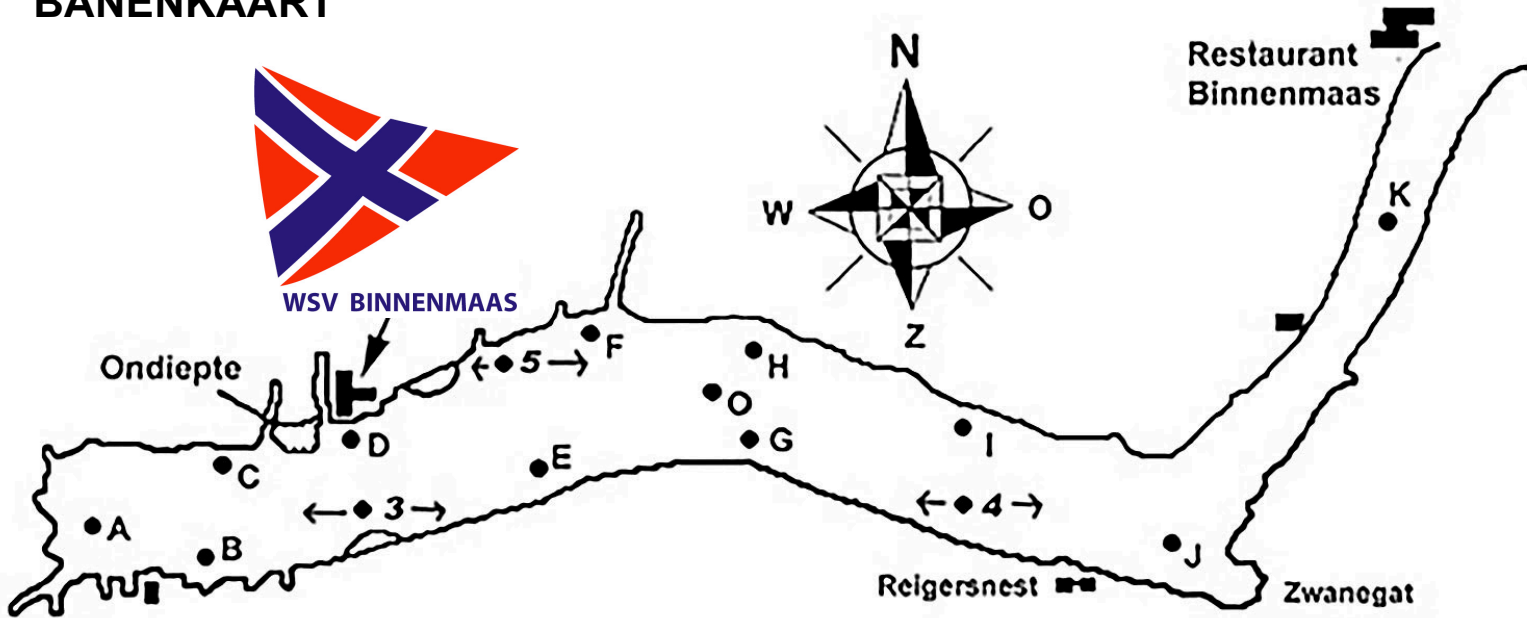 BANENKAART
N
Restaurant
Binnenmaas
W
O
K
WSV BINNENMAAS
Z
Ondiepte
5
F
H
O
D
G
I
C
E
3
4
A
B
J
Reigersnest
Zwanegat